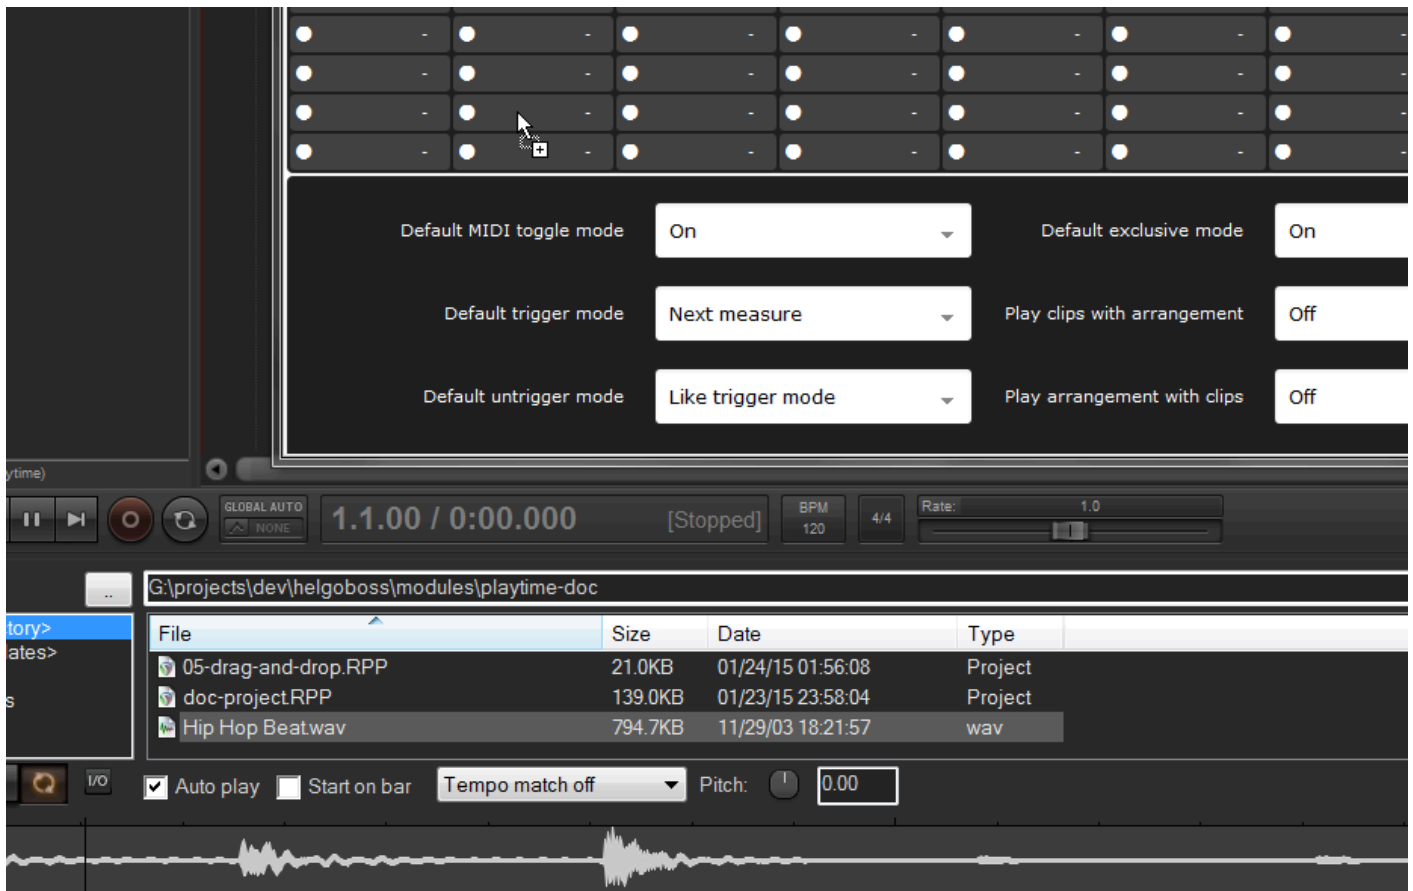 - - - - - - -
- - - - - - -
- - - - - - -
- - - - - - -
Default MIDI toggle mode On Default exclusive mode On
Default trigger mode Next measure Play clips with arrangement Off
Default untrigger mode Like trigger mode Play arrangement with clips Off
ytime)
GLOBAL AUTO
NONE
1.1.00 / 0:00.000 [Stopped]
BPM
120
4/4
Rate: 1.0
.. G:\projects\dev\helgoboss\modules\playtime-doc
tory>
lates>
s
File Size Date Type
05-drag-and-drop.RPP 21.0KB 01/24/15 01:56:08 Project
doc-project.RPP 139.0KB 01/23/15 23:58:04 Project
Hip Hop Beat.wav 794.7KB 11/29/03 18:21:57 wav
I/O Auto play Start on bar Tempo match off Pitch: 0.00